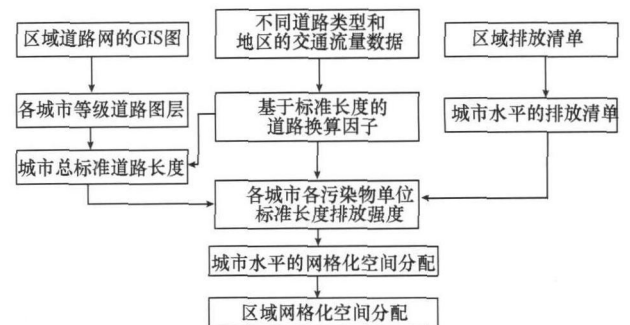 区域道路网的GIS图
不同道路类型和
地区的交通流量数据
区域排放清单
各城市等级道路图层
基于标准长度的
道路换算因子
城市水平的排放清单
城市总标准道路长度
各城市各污染物单位
标准长度排放强度
城市水平的网格化空间分配
区域网格化空间分配